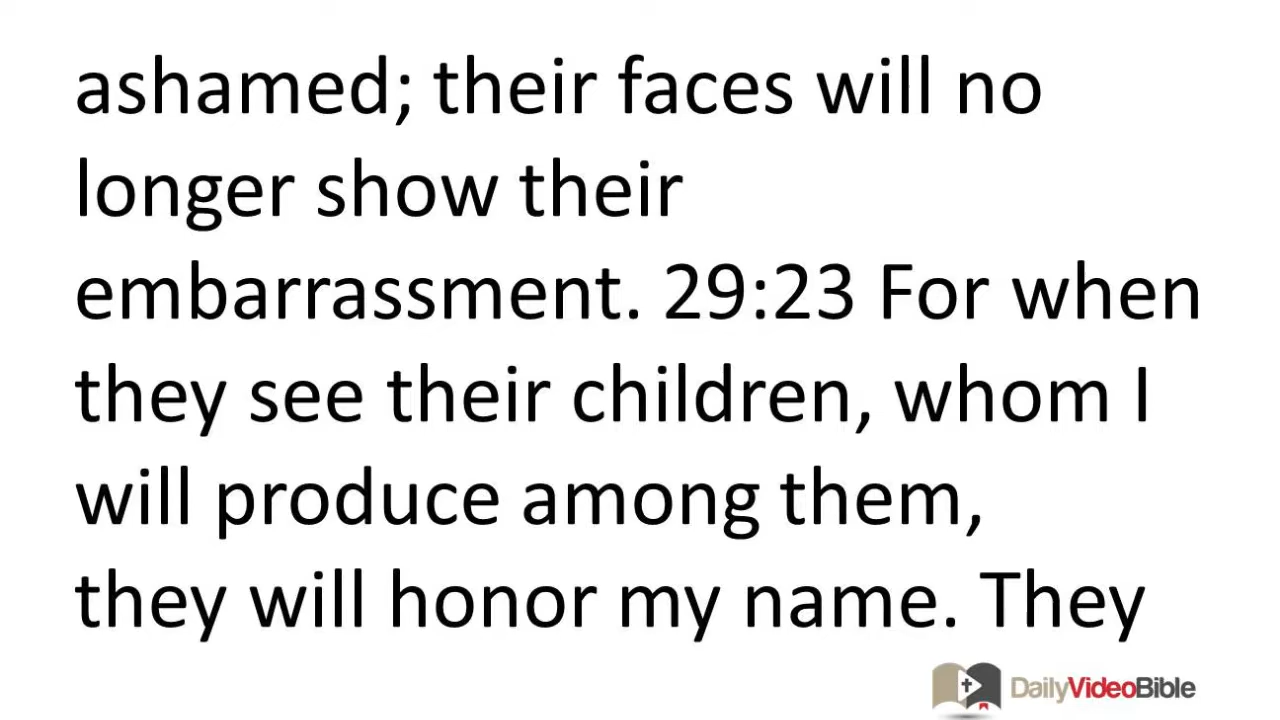 ashamed; their faces will no
longer show their
embarrassment. 29:23 For when
they see their children, whom I
will produce among them,
they will honor my name. They
DailyVideoBible